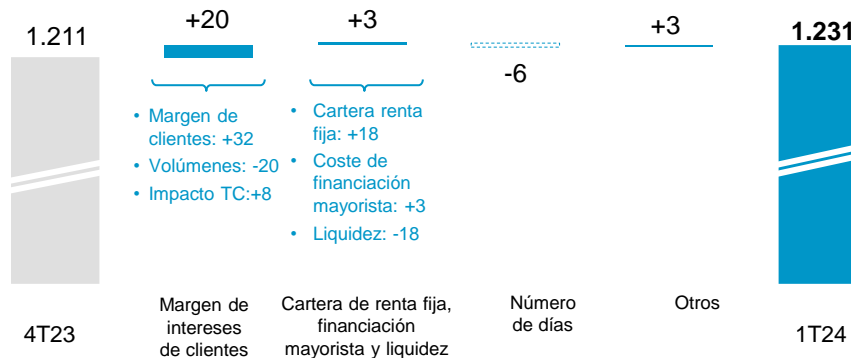 1.211
+20
+3
-6
+3
1.231
• Margen de
clientes: +32
• Volúmenes: -20
• Impacto TC:+8
• Cartera renta
fija: +18
• Coste de
financiación
mayorista: +3
• Liquidez: -18
4T23
Margen de
intereses
de clientes
Cartera de renta fija,
financiación
mayorista y liquidez
Número
de días
Otros
1T24